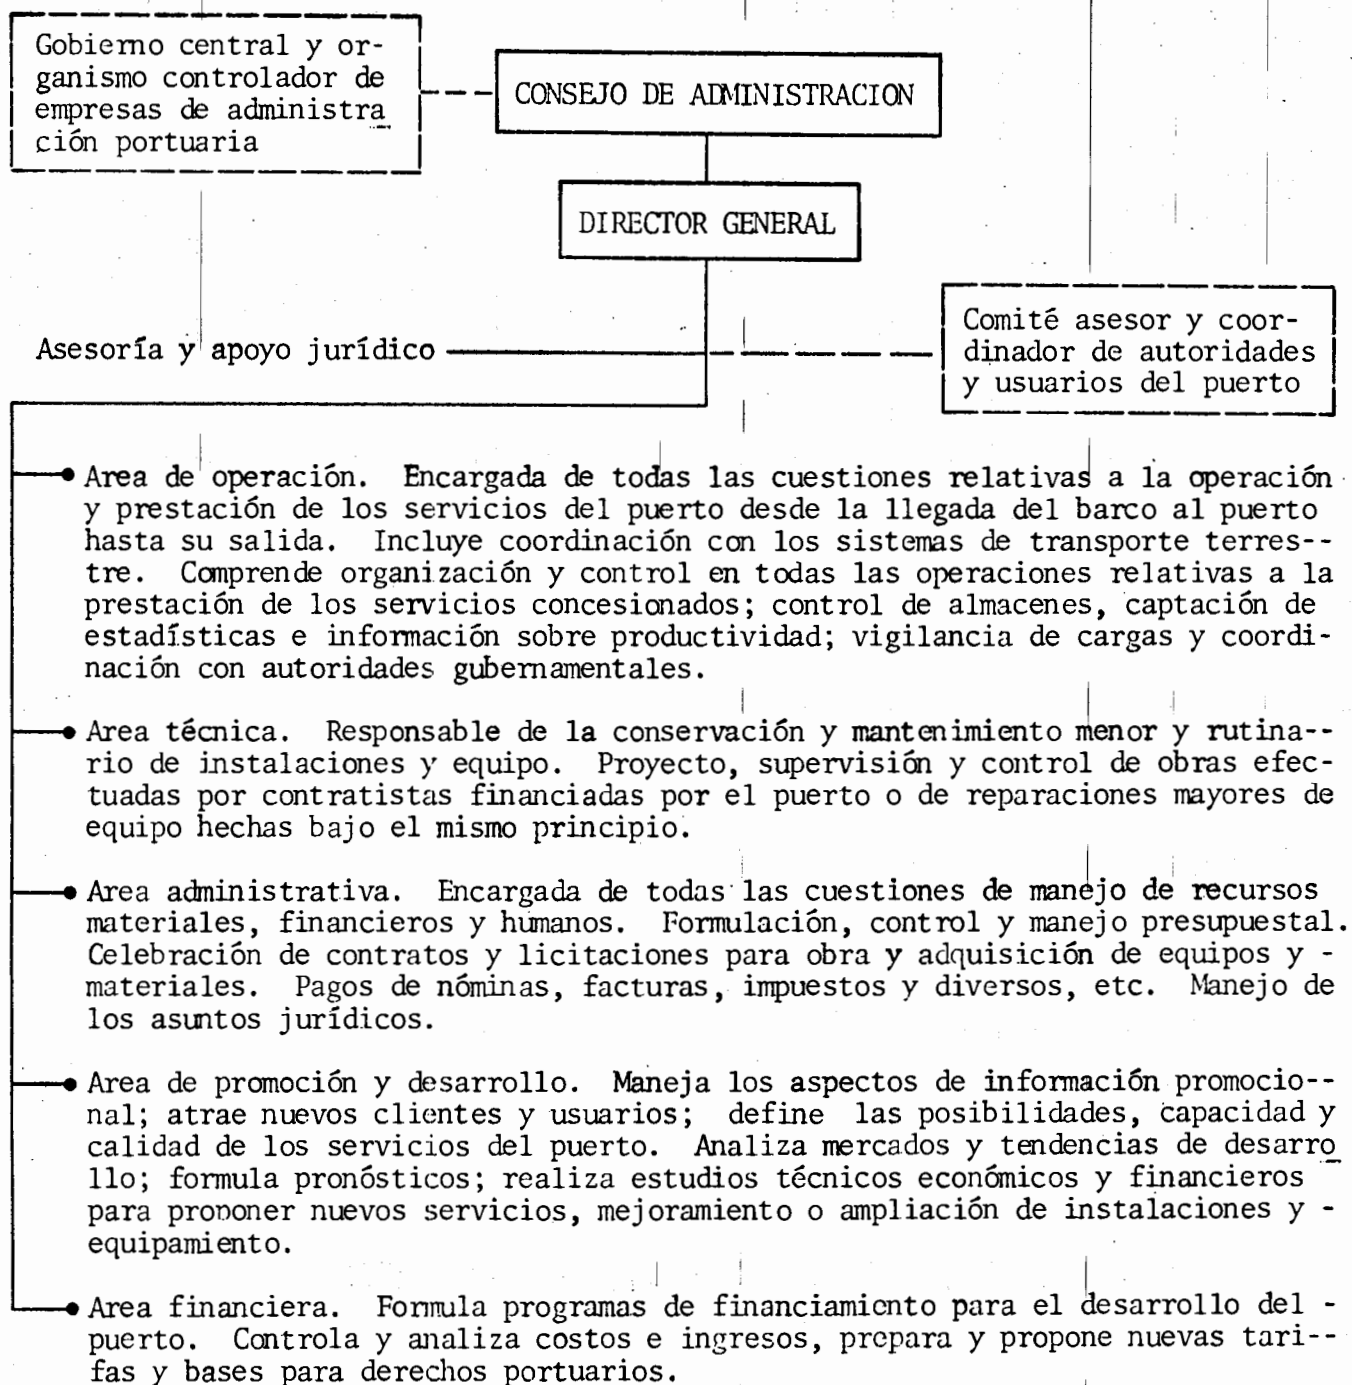 Gobierno central y or-
ganismo controlador de
empresas de administra
ción portuaria
CONSEJO DE ADMINISTRACION
DIRECTOR GENERAL
Asesoría y apoyo jurídico
Comité asesor y coor-
dinador de autoridades
y usuarios del puerto
Area de operación. Encargada de todas las cuestiones relativas a la operación
y prestación de los servicios del puerto desde la llegada del barco al puerto
hasta su salida. Incluye coordinación con los sistemas de transporte terres--
tre. Comprende organización y control en todas las operaciones relativas a la
prestación de los servicios concesionados; control de almacenes, captación de
estadísticas e información sobre productividad; vigilancia de cargas y coordi-
nación con autoridades gubernamentales.
Area técnica. Responsable de la conservación y mantenimiento menor y rutina--
rio de instalaciones y equipo. Proyecto, supervisión y control de obras efec-
tuadas por contratistas financiadas por el puerto o de reparaciones mayores de
equipo hechas bajo el mismo principio.
Area administrativa. Encargada de todas las cuestiones de manejo de recursos
materiales, financieros y humanos. Formulación, control y manejo presupuestal.
Celebración de contratos y licitaciones para obra y adquisición de equipos y -
materiales. Pagos de nóminas, facturas, impuestos y diversos, etc. Manejo de
los asuntos jurídicos.
Area de promoción y desarrollo. Maneja los aspectos de información promocio--
nal; atrae nuevos clientes y usuarios; define las posibilidades, capacidad y
calidad de los servicios del puerto. Analiza mercados y tendencias de desarro
llo; formula pronósticos; realiza estudios técnicos económicos y financieros
para proponer nuevos servicios, mejoramiento o ampliación de instalaciones y -
equipamiento.
Area financiera. Formula programas de financiamiento para el desarrollo del -
puerto. Controla y analiza costos e ingresos, prepara y propone nuevas tari--
fas y bases para derechos portuarios.